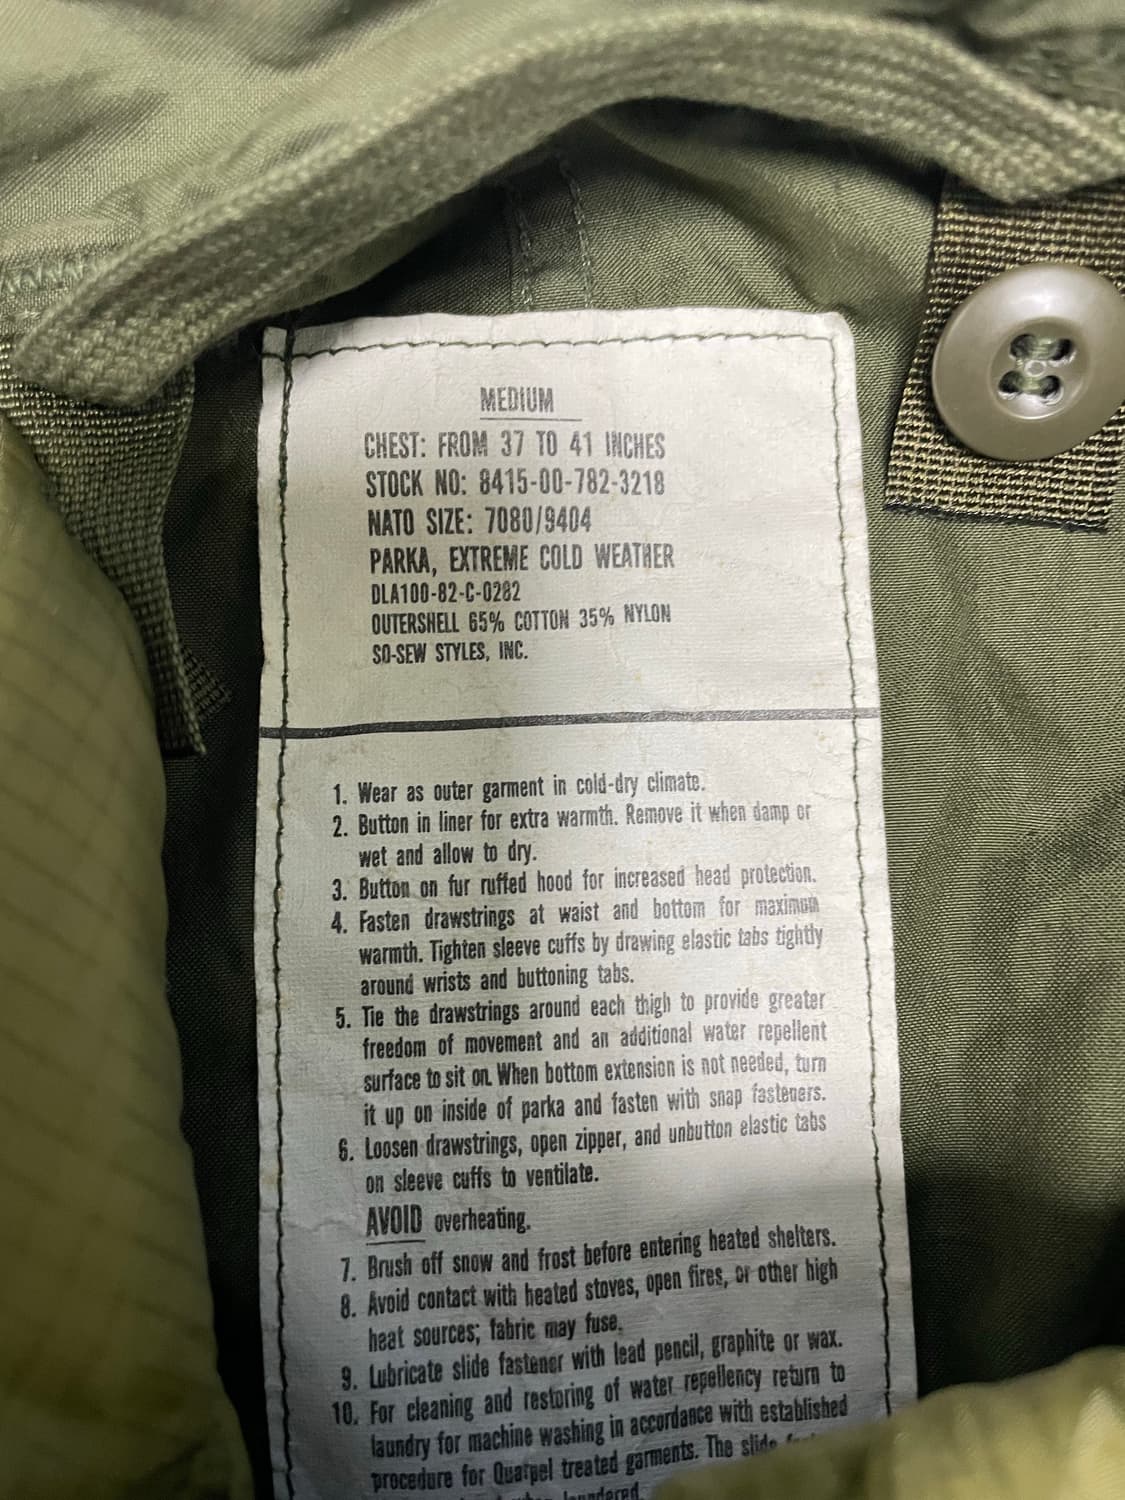 MEDIUM
CHEST: FROM 37 TO 41 INCHES
STOCK NO: 8415-00-782-3218
NATO SIZE: 7080/9404
PARKA, EXTREME COLD WEATHER
DLA100-82-C-0282
OUTERSHELL 65% COTTON 35% NYLON
SO-SEW STYLES, INC.
1. Wear as outer garment in cold-dry climate.
2. Button in liner for extra warmth. Remove it when damp or
wet and allow to dry.
3. Button on fur ruffed hood for increased head protection.
4. Fasten drawstrings at waist and bottom for maximum
warmth. Tighten sleeve cuffs by drawing elastic tabs tightly
around wrists and buttoning tabs.
5. Tie the drawstrings around each thigh to provide greater
freedom of movement and an additional water repellent
surface to sit on. When bottom extension is not needed, turn
it up on inside of parka and fasten with snap fasteners.
6. Loosen drawstrings, open zipper, and unbutton elastic tabs
on sleeve cuffs to ventilate.
AVOID overheating.
7. Brush off snow and frost before entering heated shelters.
8. Avoid contact with heated stoves, open fires, or other high
heat sources; fabric may fuse.
9. Lubricate slide fastener with lead pencil, graphite or wax.
10. For cleaning and restoring of water repellency return to
laundry for machine washing in accordance with established
procedure for Quarpel treated garments. The slide
when laundered.